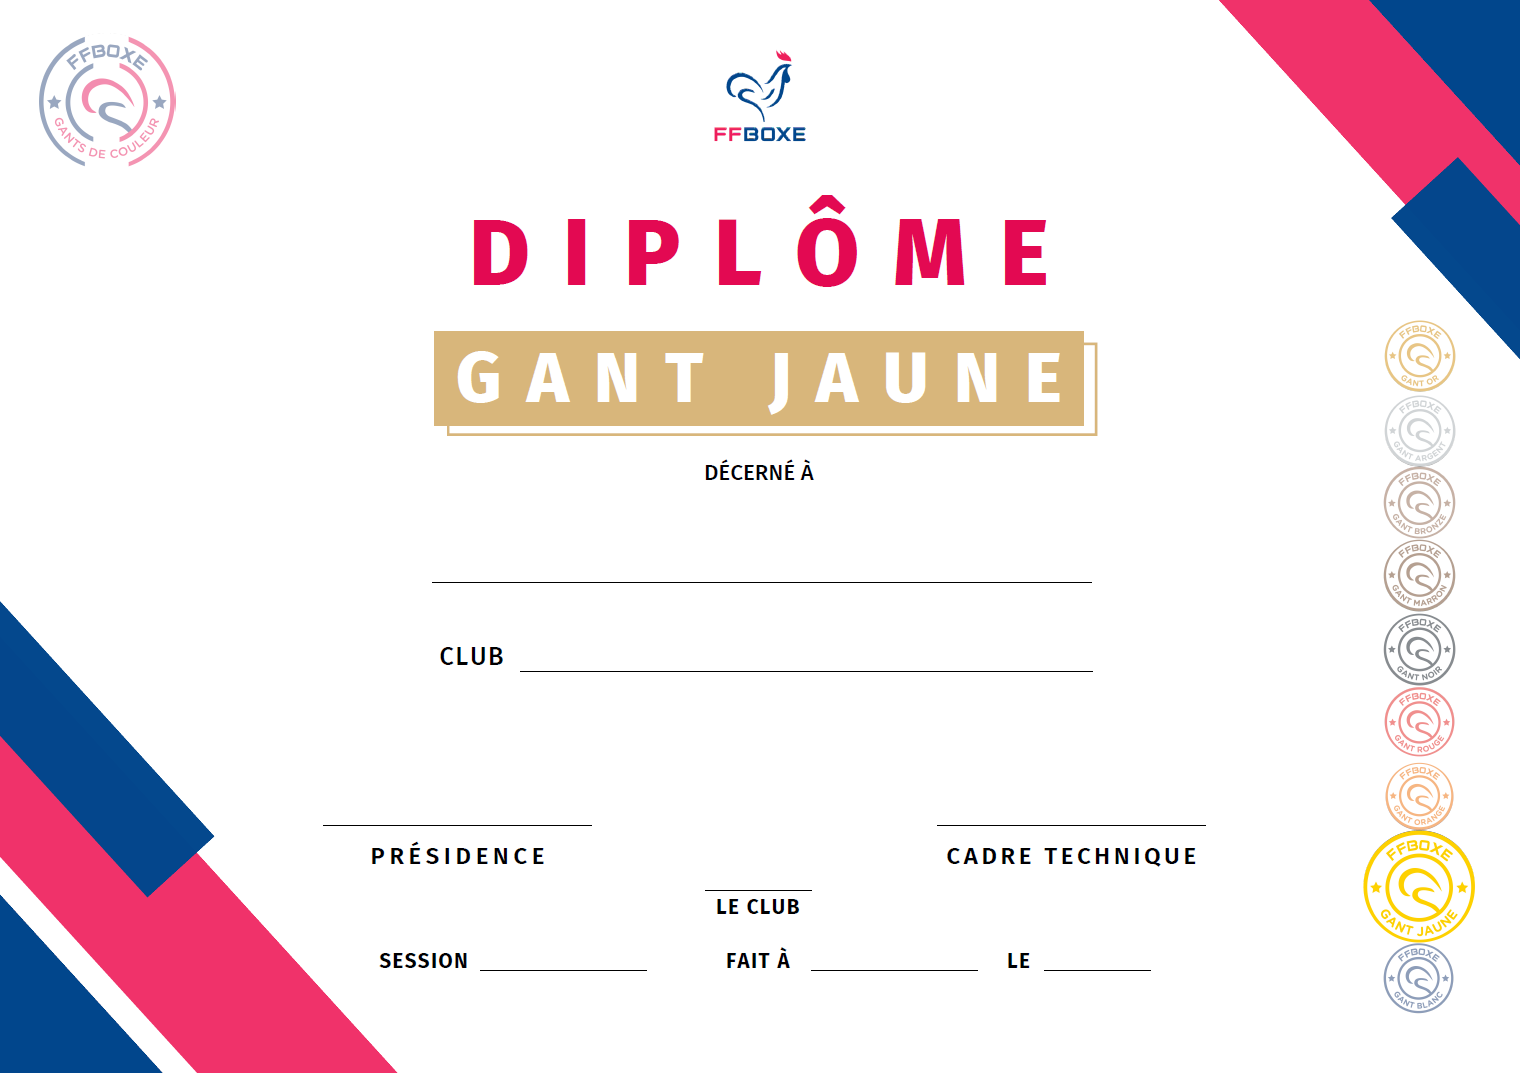 FFBOXE
GANTS DE COULEUR
FFBOXE
DIPLÔME
GANT JAUNE
DÉCERNÉ À
CLUB
PRÉSIDENCE
CADRE TECHNIQUE
LE CLUB
SESSION
FAIT À
LE
FFBOXE
GANT OR
FFBOXE
GANT ARGENT
FFBOXE
GANT BRONZE
FFBOXE
GANT MARRON
FFBOXE
GANT NOIR
FFBOXE
GANT ROUGE
FFBOXE
GANT ORANGE
FFBOXE
GANT JAUNE
FFBOXE
GANT BLANC